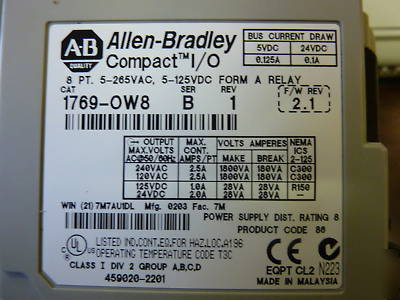 A-B
QUALITY
Allen-Bradley
Compact™ I/O
BUS CURRENT DRAW
5VDC 24VDC
0.125A 0.1A
8 PT. 5-265VAC, 5-125VDC FORM A RELAY
CAT SER REV F/W REV
1769-OW8 B 1 2.1
→ OUTPUT MAX. VOLTS AMPERES NEMA
MAX.VOLTS CONT. ICS
AC@50/60Hz AMPS/PT MAKE BREAK 2-125
240VAC 2.5A 1800VA 180VA C300
120VAC 2.5A 1800VA 180VA C300
125VDC 1.0A 28VA 28VA R150
24VDC 2.0A 28VA 28VA —
WIN (21) 7M7AU1DL Mfg. 0203 Fac. 7M
POWER SUPPLY DIST. RATING 8
PRODUCT CODE 86
LISTED IND.CONT.EQ.FOR HAZ.LOC.A196
OPERATING TEMPERATURE CODE T3C
CLASS I DIV 2 GROUP A,B,C,D
459020-2201
EQPT CL2 N223
MADE IN MALAYSIA